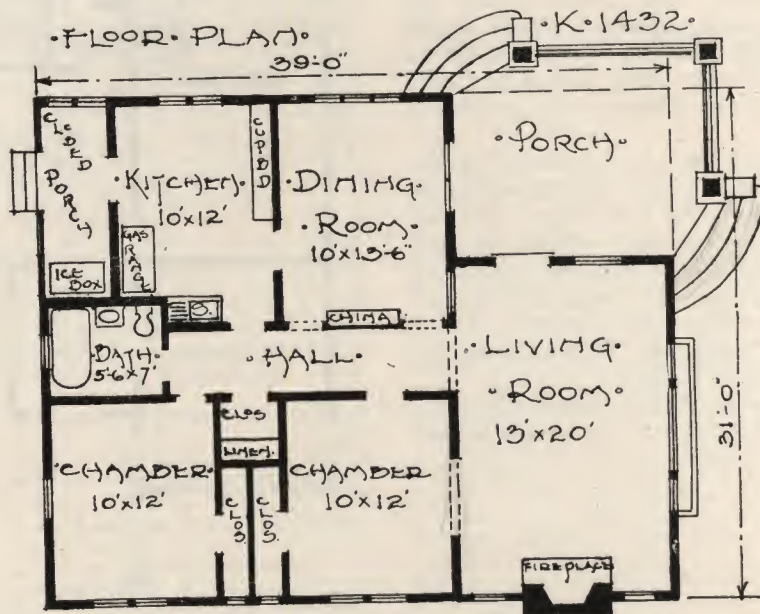 ·FLOOR·PLAN·
·K·1432·
39'-0"
CLOSED
PORCH
·KITCHEN·
10'x12'
CUPBD
·DINING·
·ROOM·
10'x13'-6"
·PORCH·
GAS
RANGE
ICE
BOX
S.
CHINA
·BATH·
5'-6x7'
·HALL·
·LIVING·
·ROOM·
13'x20'
31'-0"
CLOS
LINEN.
·CHAMBER·
10'x12'
CLOS
CLOS.
CHAMBER
10'x12'
FIREPLACE